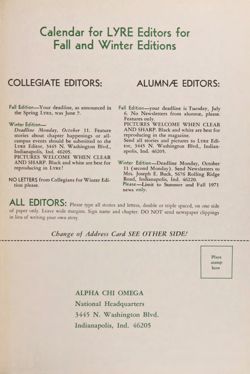 Calendar for LYRE Editors for
Fall and Winter Editions
COLLEGIATE EDITORS:
Fall Edition—Your deadline, as announced in
the Spring LYRE, was June 7.
Winter Edition—
Deadline Monday, October 11. Feature
stories about chapter happenings or all-
campus events should be submitted to the
LYRE Editor, 3445 N. Washington Blvd.,
Indianapolis, Ind. 46205.
PICTURES WELCOME WHEN CLEAR
AND SHARP. Black and white are best for
reproducing in LYRE!
NO LETTERS from Collegians for Winter Edi-
tion please.
ALUMNÆ EDITORS:
Fall Edition—your deadline is Tuesday, July
6. No Newsletters from alumnæ, please.
Features only
PICTURES WELCOME WHEN CLEAR
AND SHARP. Black and white are best for
reproducing in the magazine.
Send all stories and pictures to LYRE Edi-
tor, 3445 N. Washington Blvd., Indian-
apolis, Ind. 46205.
Winter Edition—Deadline Monday, October
11 (second Monday). Send Newsletters to
Mrs. Joseph E. Buck, 5676 Rolling Ridge
Road, Indianapolis, Ind. 46220.
Please—Limit to Summer and Fall 1971
news only.
ALL EDITORS: Please type all stories and letters, double or triple spaced, on one side
of paper only. Leave wide margins. Sign name and chapter. DO NOT send newspaper clippings
in lieu of writing your own story.
Change of Address Card SEE OTHER SIDE!
Place
stamp
here
ALPHA CHI OMEGA
National Headquarters
3445 N. Washington Blvd.
Indianapolis, Ind. 46205